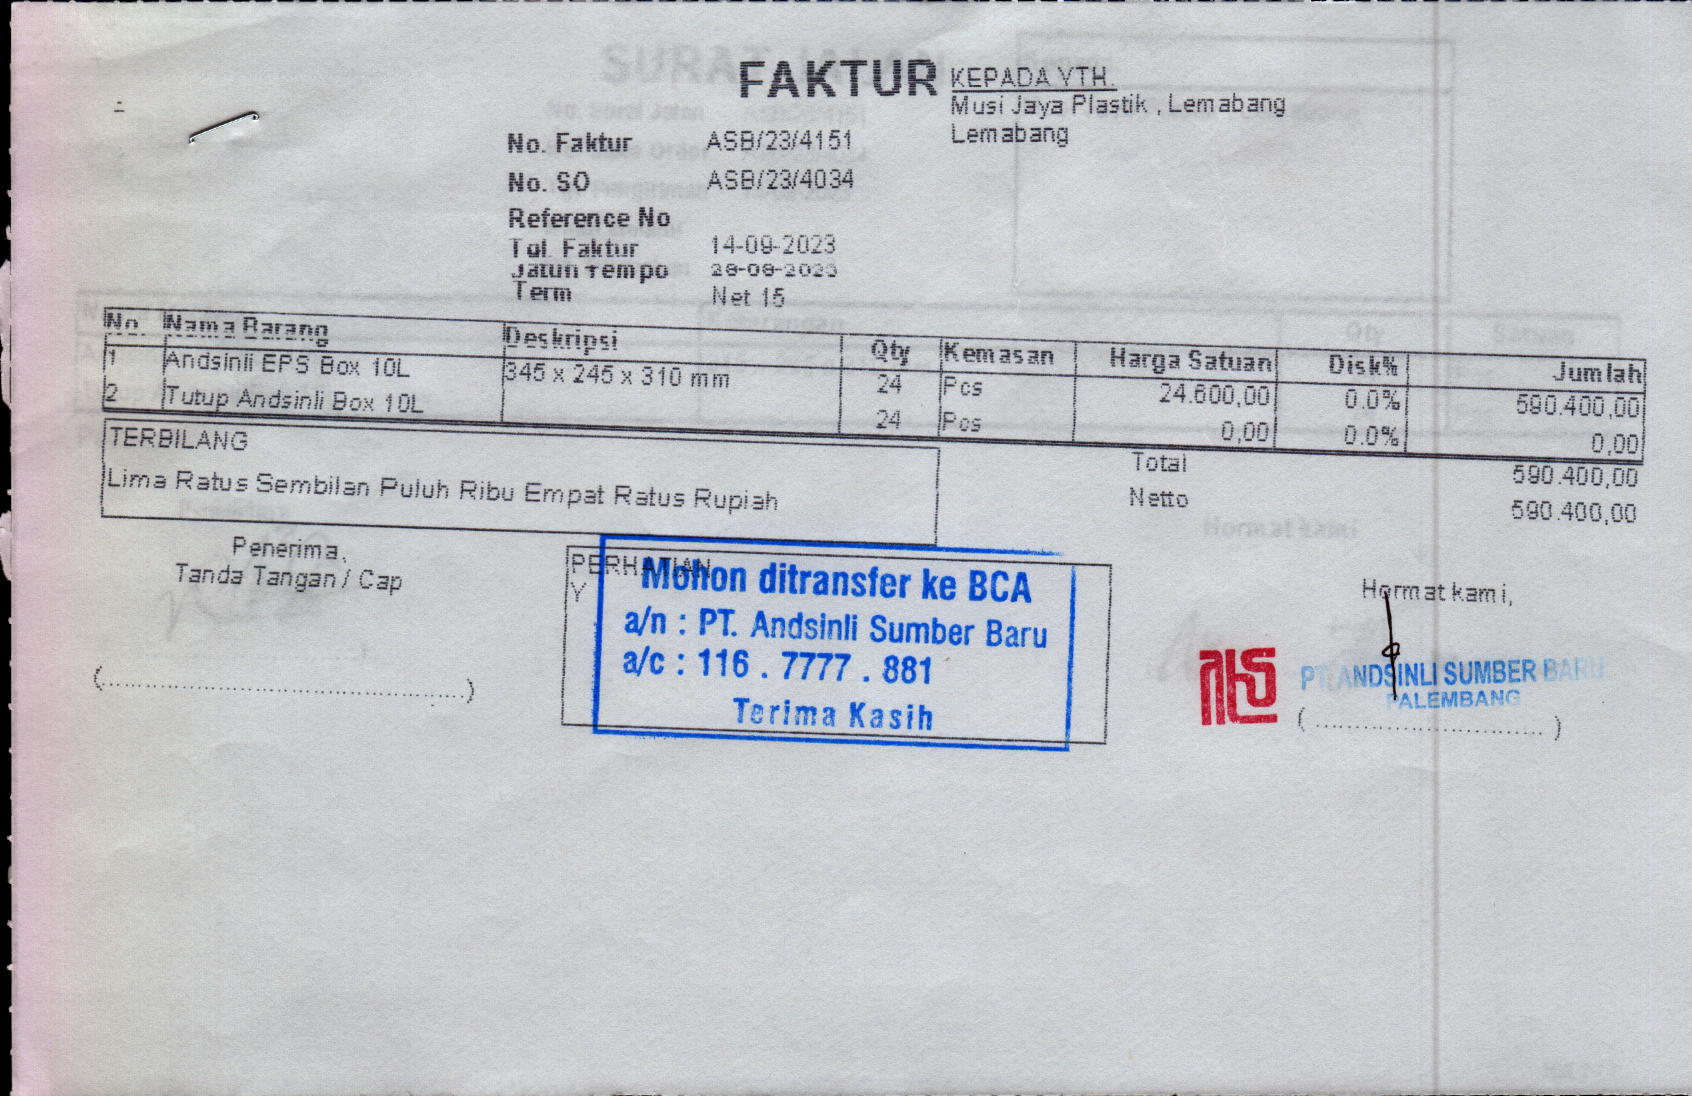 FAKTUR
KEPADA YTH.
Musi Jaya Plastik , Lemabang
Lemabang
No. Faktur ASB/23/4151
No. SO ASB/23/4034
Reference No
Tgl. Faktur 14-09-2023
Jatuh Tempo 28-09-2023
Term Net 15
No. Nama Barang Deskripsi Qty Kemasan Harga Satuan Disk% Jumlah
1 Andsinli EPS Box 10L 345 x 245 x 310 mm 24 Pcs 24.600,00 0.0% 590.400,00
2 Tutup Andsinli Box 10L 24 Pcs 0,00 0.0% 0,00
TERBILANG
Lima Ratus Sembilan Puluh Ribu Empat Ratus Rupiah
Total 590.400,00
Netto 590.400,00
Penerima,
Tanda Tangan / Cap
(.................................................)
PERHATIAN
Y
Mohon ditransfer ke BCA
a/n : PT. Andsinli Sumber Baru
a/c : 116 . 7777 . 881
Terima Kasih
Hormat kami,
PT. ANDSINLI SUMBER BARU
PALEMBANG
( ................................ )